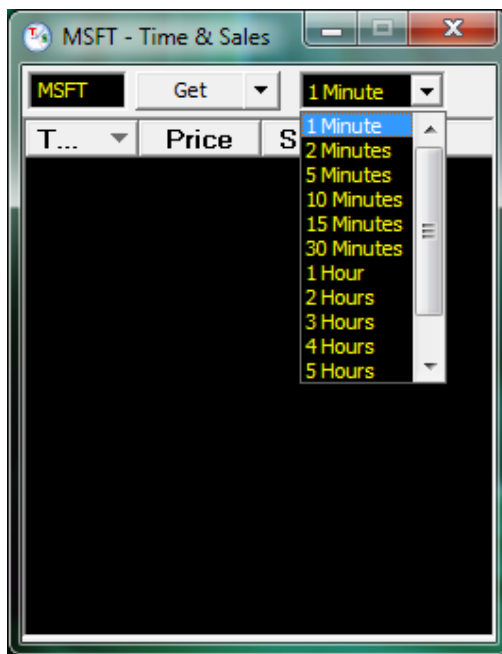 MSFT - Time & Sales
MSFT Get 1 Minute
T... Price S
1 Minute
2 Minutes
5 Minutes
10 Minutes
15 Minutes
30 Minutes
1 Hour
2 Hours
3 Hours
4 Hours
5 Hours